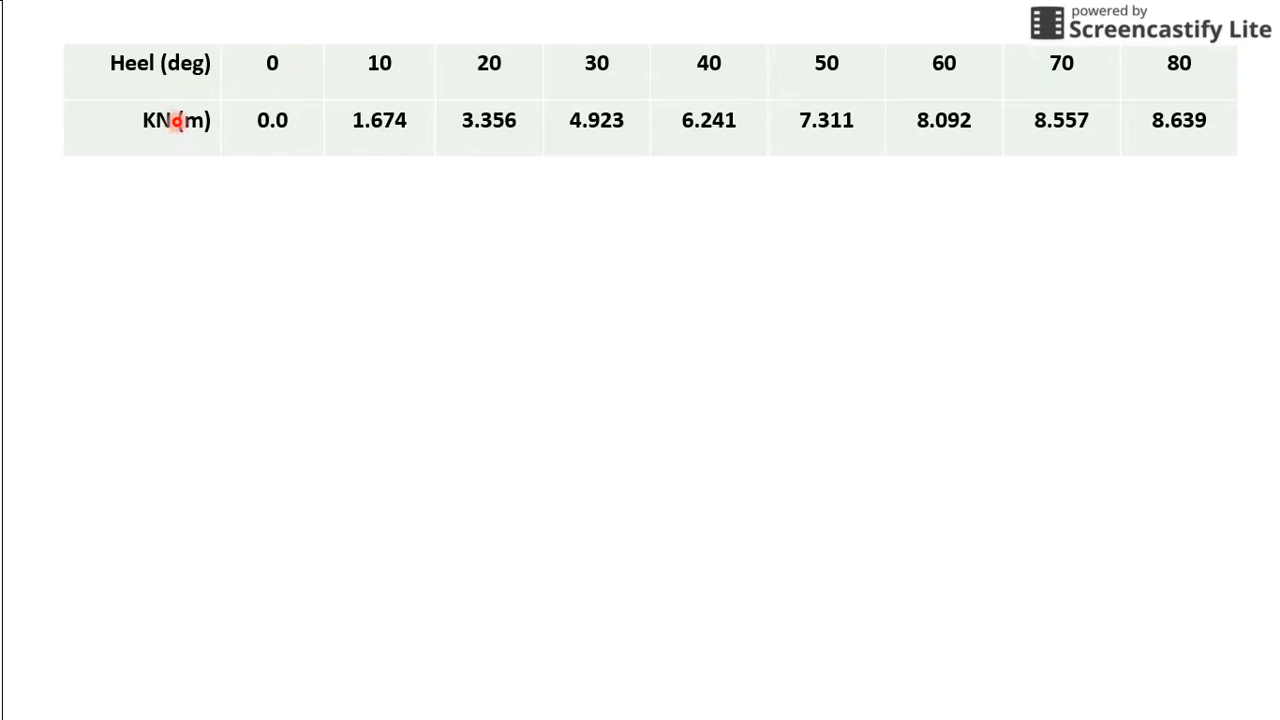 powered by
Screencastify Lite
Heel (deg) 0 10 20 30 40 50 60 70 80
KN (m) 0.0 1.674 3.356 4.923 6.241 7.311 8.092 8.557 8.639